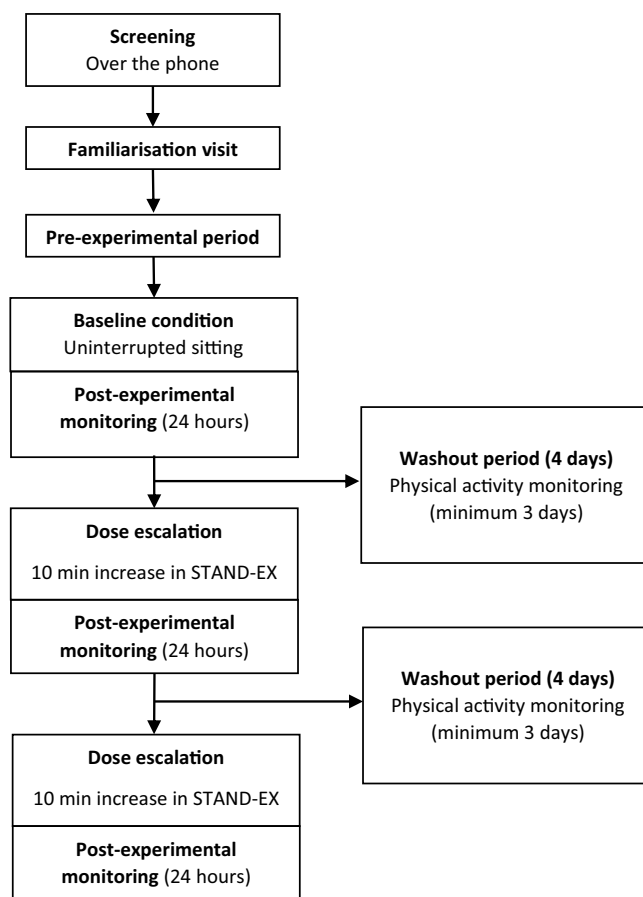 Screening
Over the phone
Familiarisation visit
Pre-experimental period
Baseline condition
Uninterrupted sitting
Post-experimental
monitoring (24 hours)
Washout period (4 days)
Physical activity monitoring
(minimum 3 days)
Dose escalation
10 min increase in STAND-EX
Post-experimental
monitoring (24 hours)
Washout period (4 days)
Physical activity monitoring
(minimum 3 days)
Dose escalation
10 min increase in STAND-EX
Post-experimental
monitoring (24 hours)